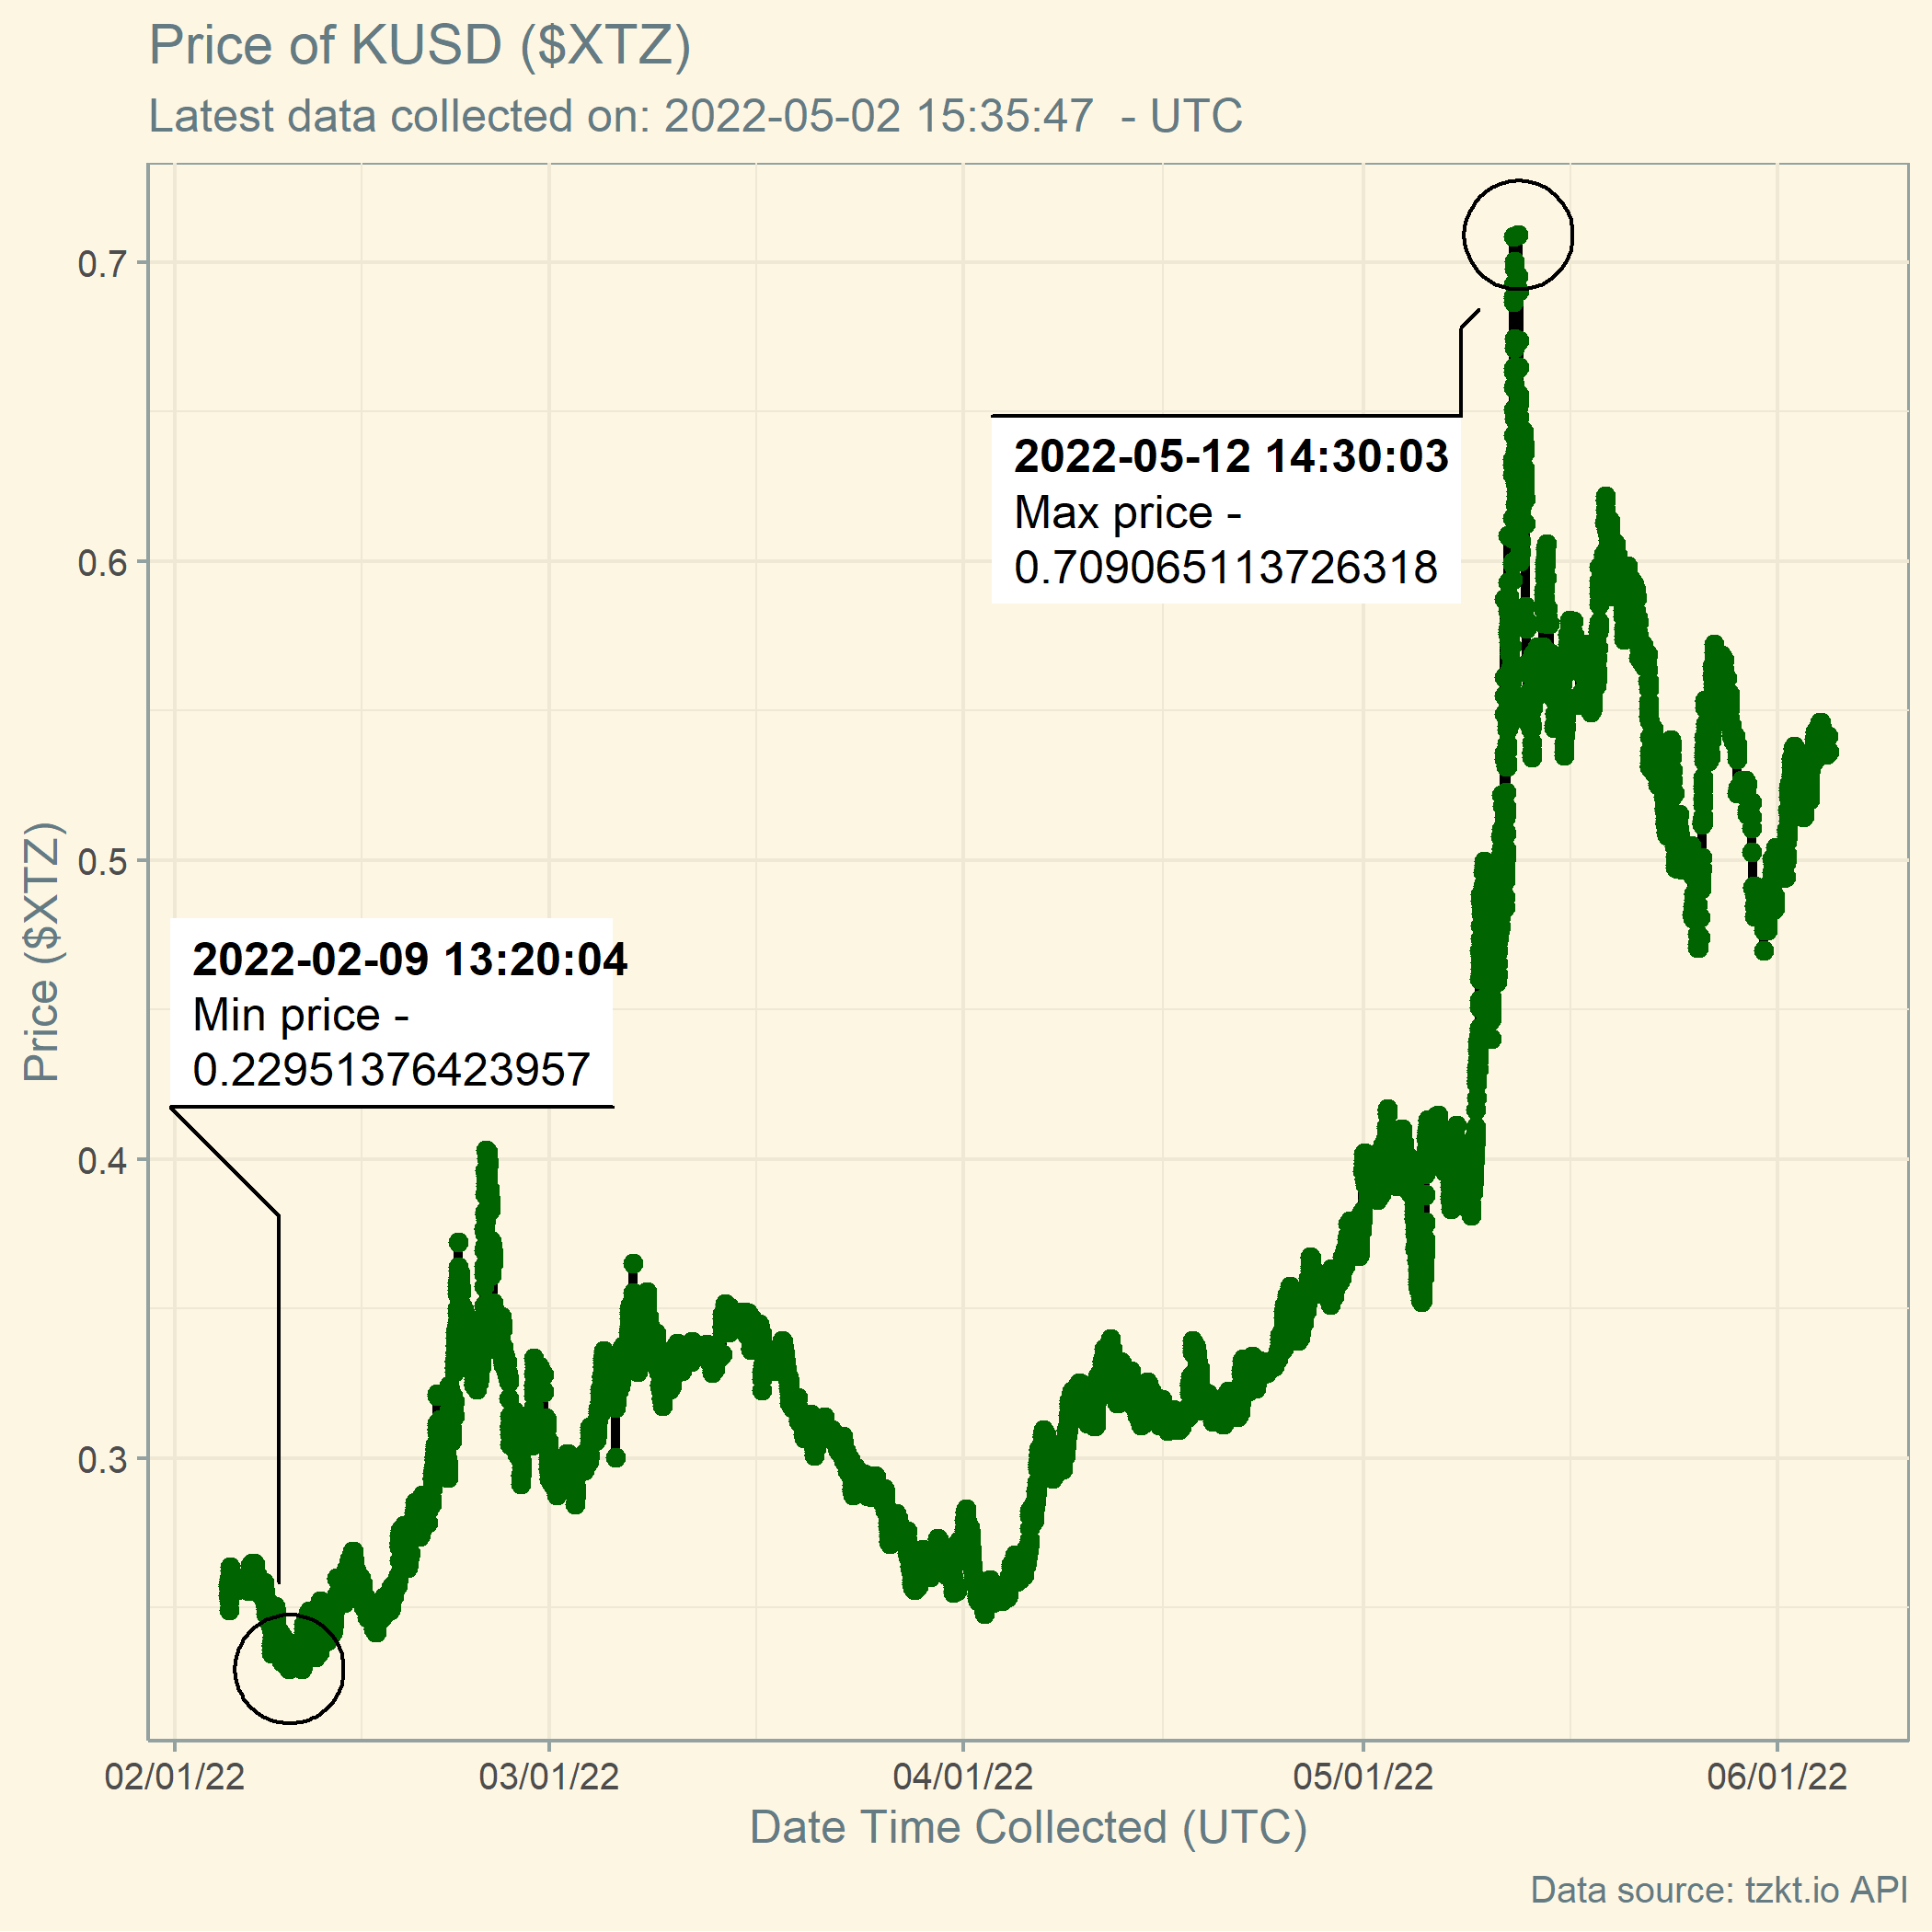 Price of KUSD ($XTZ)
Latest data collected on: 2022-05-02 15:35:47  - UTC
0.7
0.6
0.5
0.4
0.3
Price ($XTZ)
2022-05-12 14:30:03
Max price -
0.709065113726318
2022-02-09 13:20:04
Min price -
0.22951376423957
02/01/22
03/01/22
04/01/22
05/01/22
06/01/22
Date Time Collected (UTC)
Data source: tzkt.io API